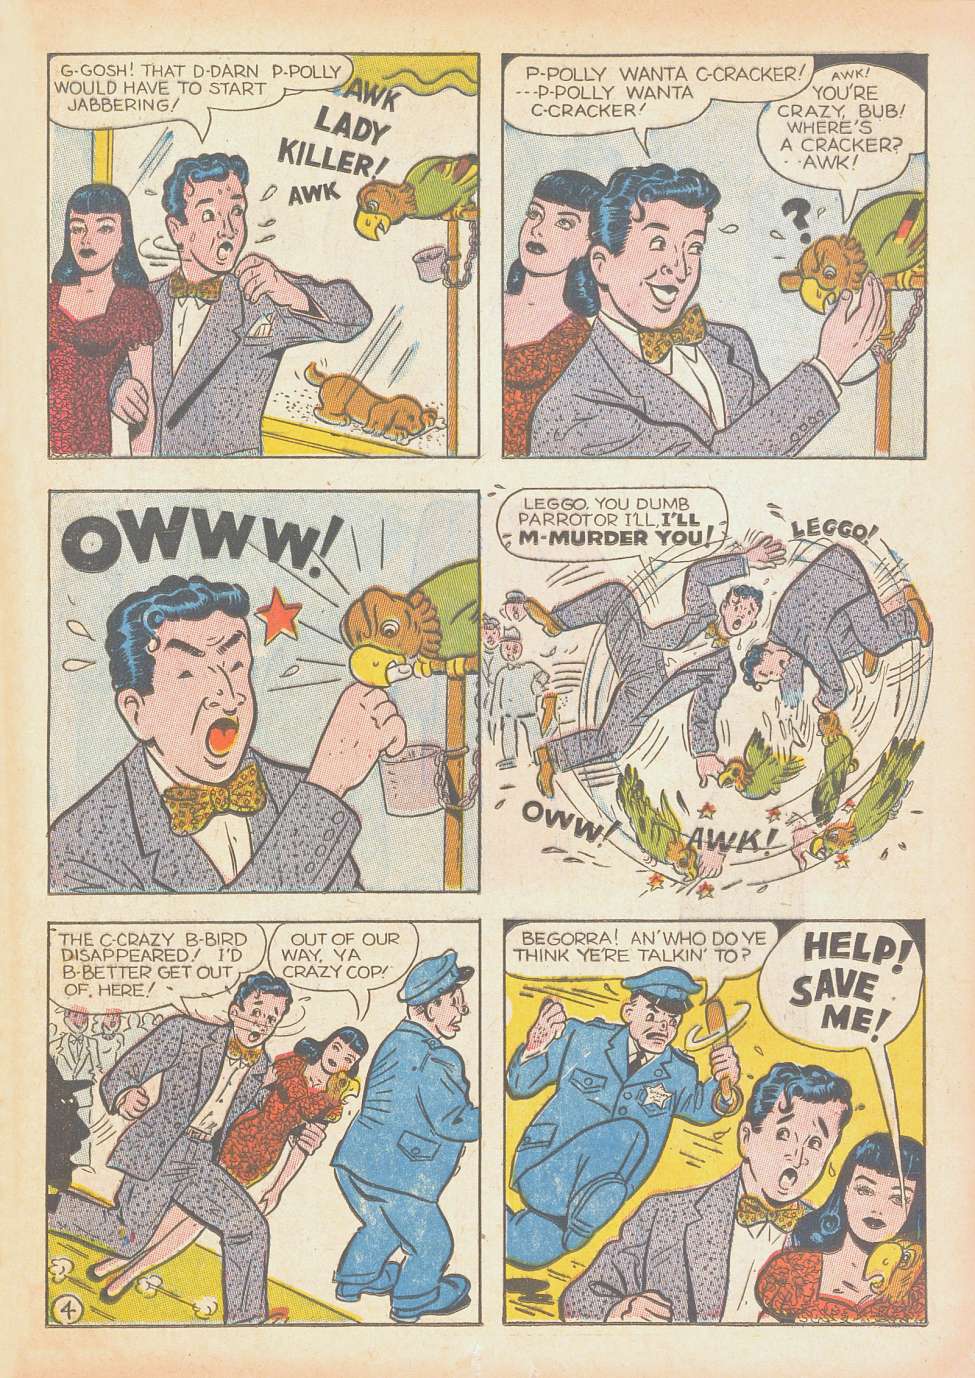 G-GOSH! THAT D-DARN P-POLLY
WOULD HAVE TO START
JABBERING!
AWK
LADY
KILLER!
AWK
P-POLLY WANTA C-CRACKER!
---P-POLLY WANTA
C-CRACKER!
AWK!
YOU'RE
CRAZY, BUB!
WHERE'S
A CRACKER?
AWK!
?
OWWW!
LEGGO, YOU DUMB
PARROT OR I'LL, I'LL
M-MURDER YOU!
LEGGO!
OWW!
AWK!
THE C-CRAZY B-BIRD
DISAPPEARED! I'D
B-BETTER GET OUT
OF, HERE!
OUT OF OUR
WAY, YA
CRAZY COP!
4
BEGORRA! AN' WHO DO YE
THINK YE'RE TALKIN' TO?
HELP!
SAVE
ME!